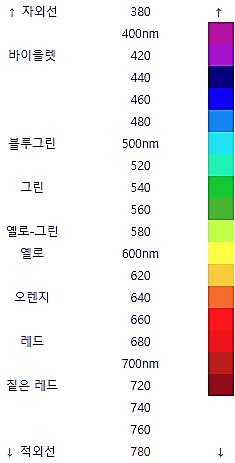 ↑ 자외선 380 ↑
400nm
바이올렛 420
440
460
480
블루그린 500nm
520
그린 540
560
옐로-그린 580
옐로 600nm
620
오렌지 640
660
레드 680
700nm
짙은 레드 720
740
760
↓ 적외선 780 ↓